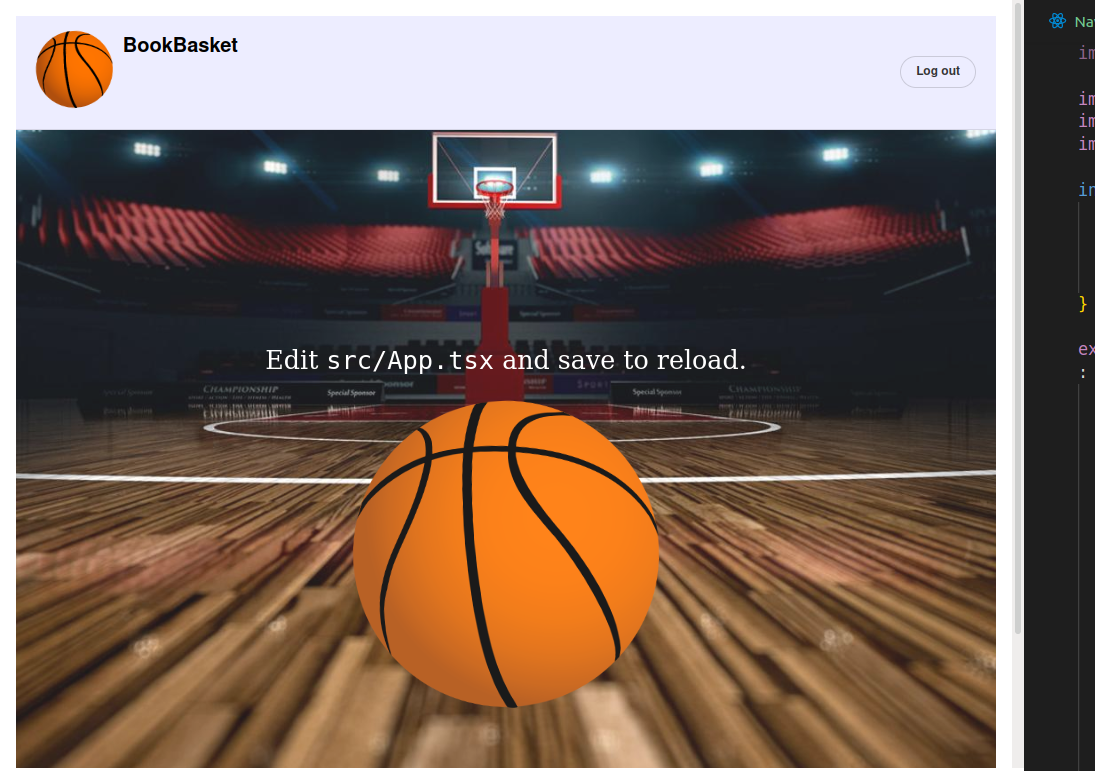 BookBasket
Log out
Nav
im
im
im
im
in
}
ex
:
Edit src/App.tsx and save to reload.
CHAMPIONSHIP
Special Sponsor
Special Sponsor
Sport
Special Sponsor